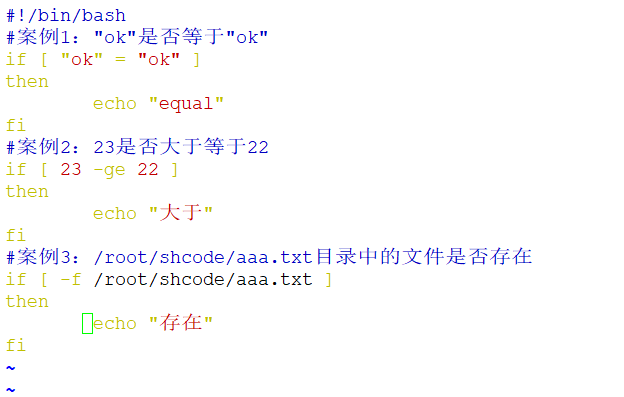 #!/bin/bash
#案例1："ok"是否等于"ok"
if [ "ok" = "ok" ]
then
        echo "equal"
fi
#案例2：23是否大于等于22
if [ 23 -ge 22 ]
then
        echo "大于"
fi
#案例3：/root/shcode/aaa.txt目录中的文件是否存在
if [ -f /root/shcode/aaa.txt ]
then
        echo "存在"
fi
~
~